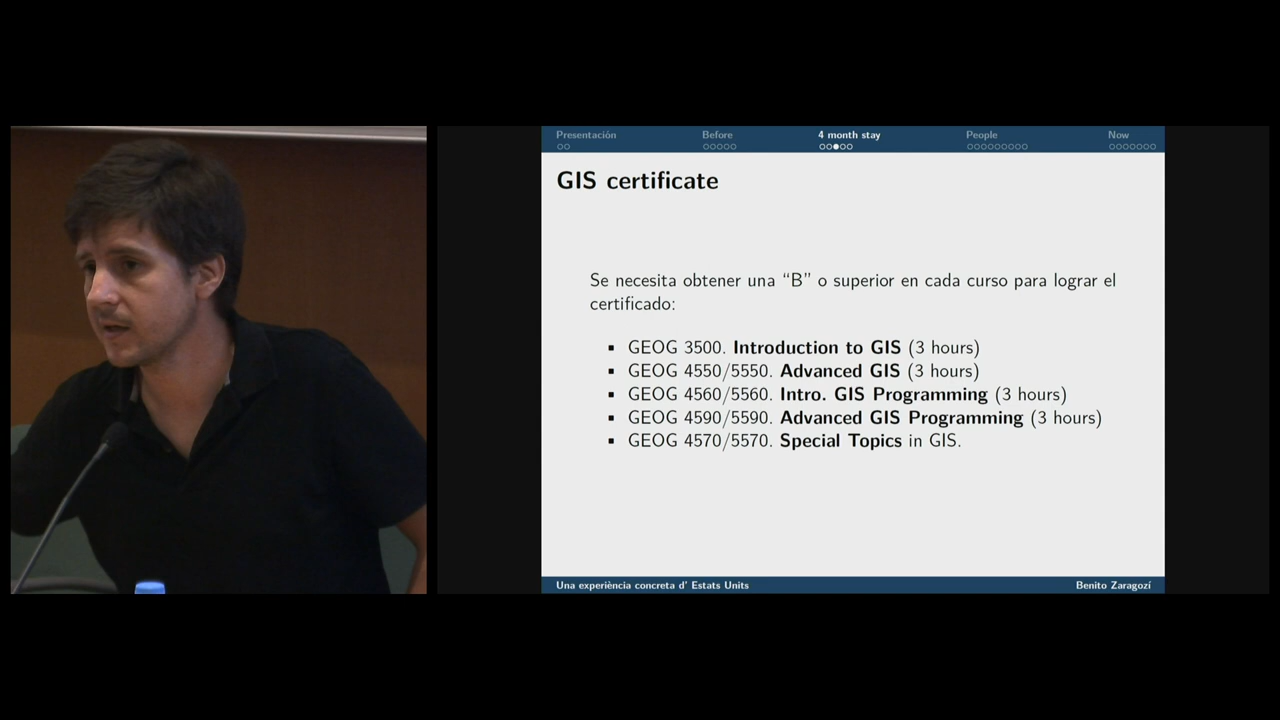 Presentación Before 4 month stay People Now
GIS certificate
Se necesita obtener una “B” o superior en cada curso para lograr el
certificado:
▪ GEOG 3500. Introduction to GIS (3 hours)
▪ GEOG 4550/5550. Advanced GIS (3 hours)
▪ GEOG 4560/5560. Intro. GIS Programming (3 hours)
▪ GEOG 4590/5590. Advanced GIS Programming (3 hours)
▪ GEOG 4570/5570. Special Topics in GIS.
Una experiència concreta d' Estats Units Benito Zaragozí